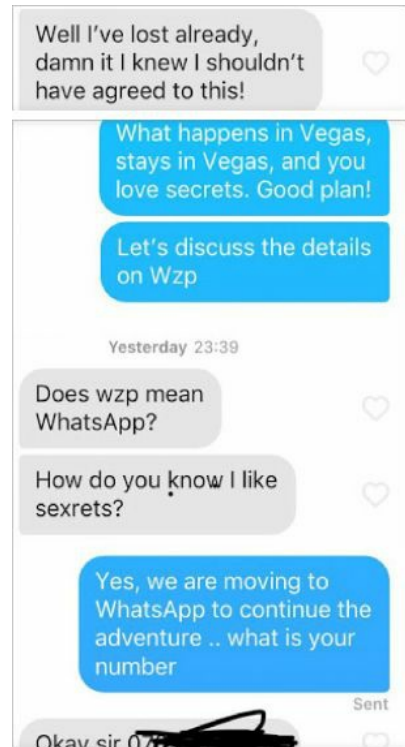 Well I've lost already,
damn it I knew I shouldn't
have agreed to this!
What happens in Vegas,
stays in Vegas, and you
love secrets. Good plan!
Let's discuss the details
on Wzp
Yesterday 23:39
Does wzp mean
WhatsApp?
How do you know I like
sexrets?
Yes, we are moving to
WhatsApp to continue the
adventure .. what is your
number
Sent
Okay sir